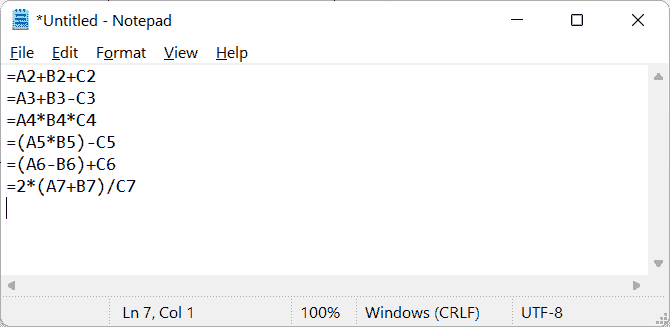 *Untitled - Notepad
File Edit Format View Help
=A2+B2+C2
=A3+B3-C3
=A4*B4*C4
=(A5*B5)-C5
=(A6-B6)+C6
=2*(A7+B7)/C7
Ln 7, Col 1 100% Windows (CRLF) UTF-8